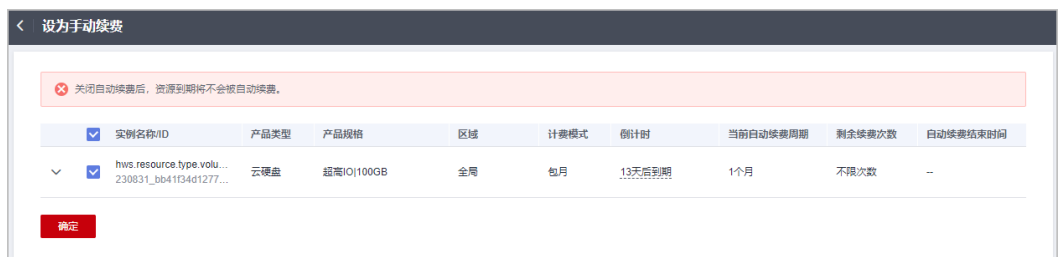 设为手动续费
关闭自动续费后，资源到期将不会被自动续费。
实例名称/ID 产品类型 产品规格 区域 计费模式 倒计时 当前自动续费周期 剩余续费次数 自动续费结束时间
hws.resource.type.volu... 云硬盘 超高IO|100GB 全局 包月 13天后到期 1个月 不限次数 --
230831_bb41f34d1277...
确定